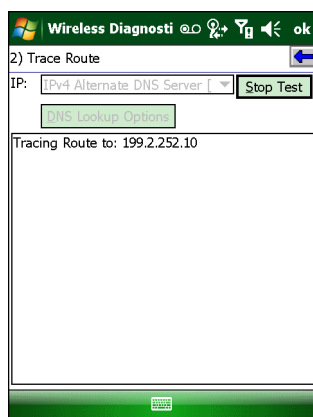 Wireless Diagnosti ok
2) Trace Route
IP: IPv4 Alternate DNS Server [ Stop Test
DNS Lookup Options
Tracing Route to: 199.2.252.10